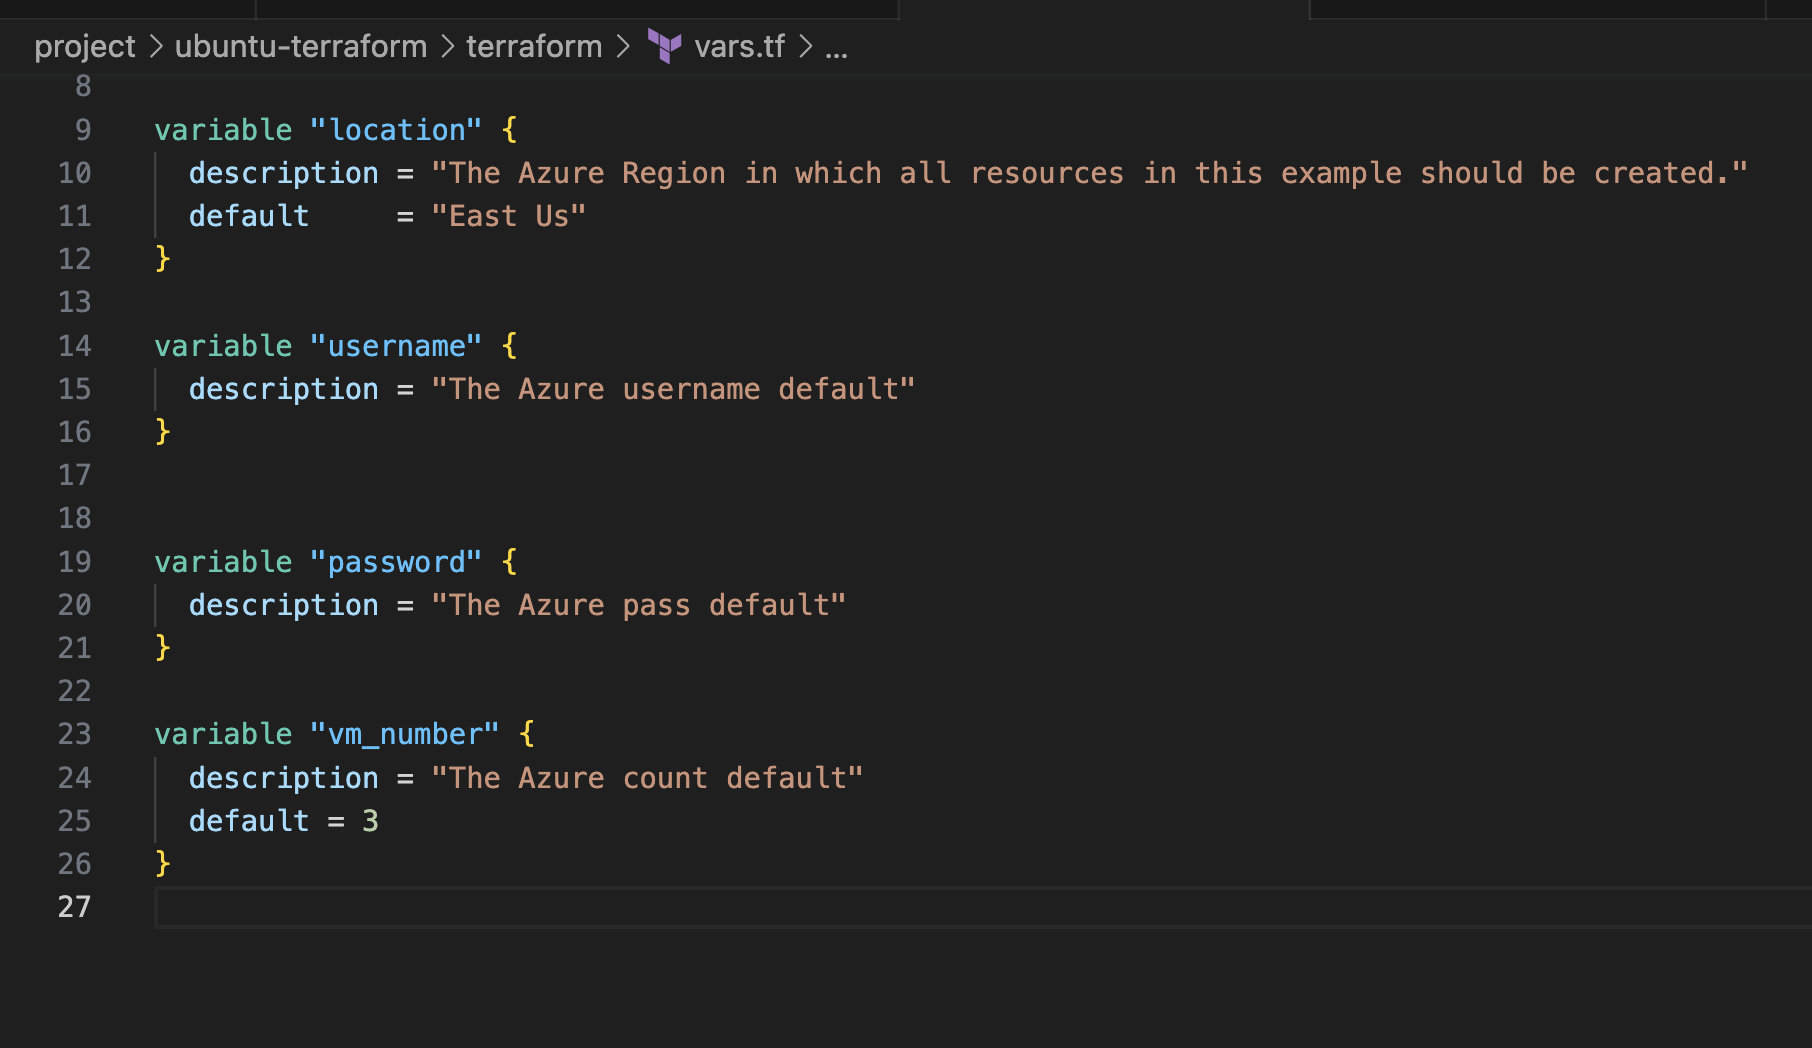 project > ubuntu-terraform > terraform > vars.tf > ...
8
9 variable "location" {
10   description = "The Azure Region in which all resources in this example should be created."
11   default     = "East Us"
12 }
13
14 variable "username" {
15   description = "The Azure username default"
16 }
17
18
19 variable "password" {
20   description = "The Azure pass default"
21 }
22
23 variable "vm_number" {
24   description = "The Azure count default"
25   default = 3
26 }
27